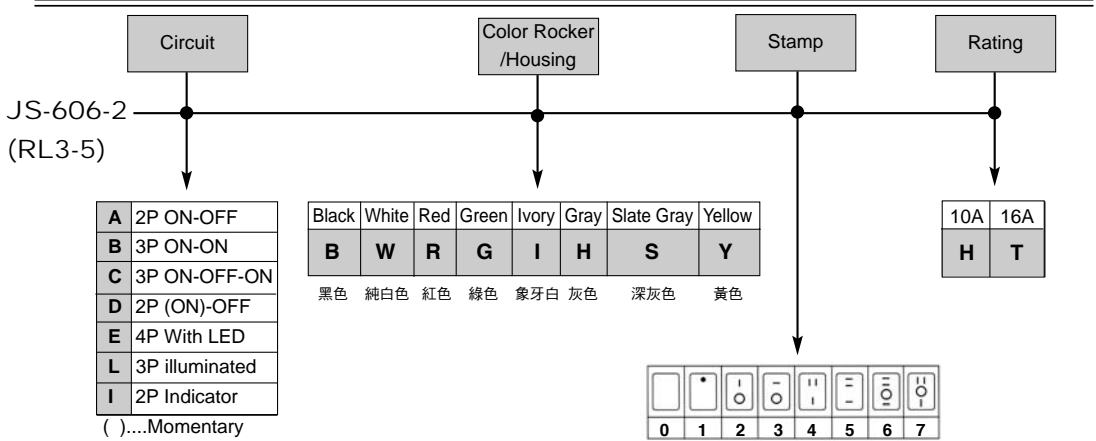 Circuit
Color Rocker
/Housing
Stamp
Rating
JS-606-2
(RL3-5)
A 2P ON-OFF
B 3P ON-ON
C 3P ON-OFF-ON
D 2P (ON)-OFF
E 4P With LED
L 3P illuminated
I 2P Indicator
( )....Momentary
Black White Red Green Ivory Gray Slate Gray Yellow
B W R G I H S Y
黑色 純白色 紅色 綠色 象牙白 灰色 深灰色 黃色
10A 16A
H T
0 1 2 3 4 5 6 7